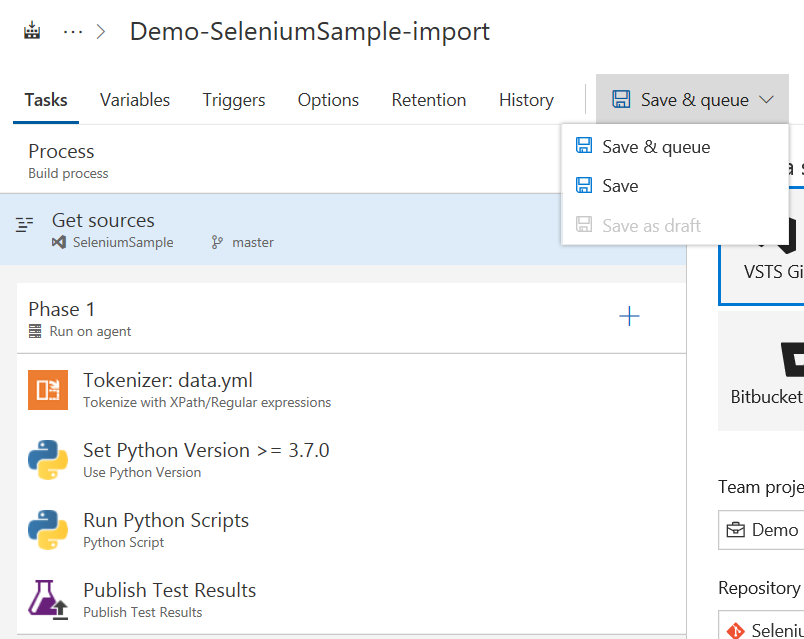 ... > Demo-SeleniumSample-import
Tasks Variables Triggers Options Retention History Save & queue
Save & queue
Save
Save as draft
Process
Build process
Get sources
SeleniumSample master
VSTS
Phase 1
Run on agent
Tokenizer: data.yml
Tokenize with XPath/Regular expressions
Bitbucket
Set Python Version >= 3.7.0
Use Python Version
Team
Run Python Scripts
Python Script
Demo
Publish Test Results
Publish Test Results
Repository